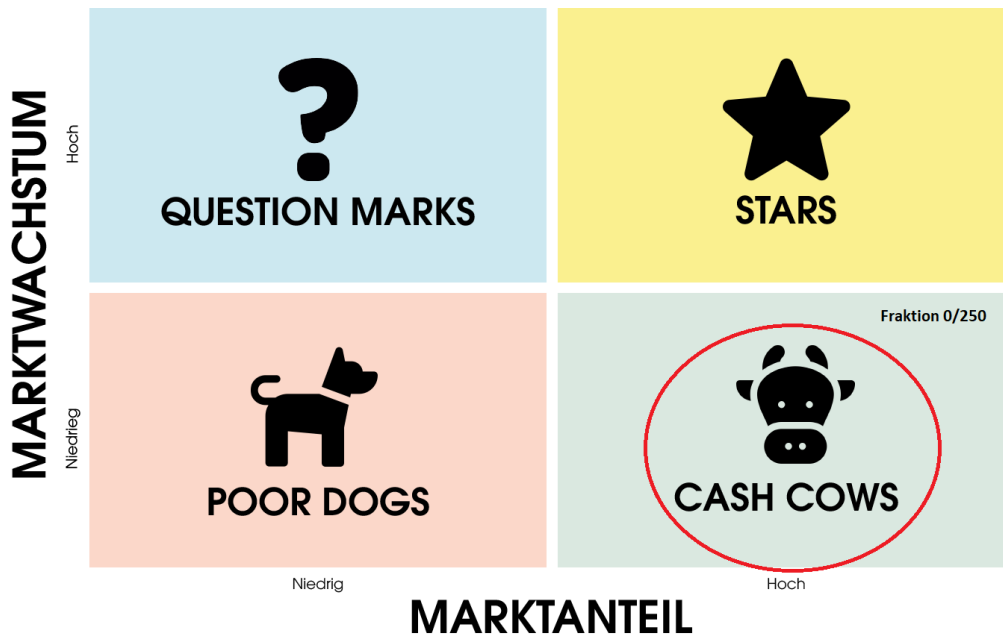 MARKTWACHSTUM
Hoch
QUESTION MARKS
STARS
Niedrieg
POOR DOGS
Fraktion 0/250
CASH COWS
Niedrig
Hoch
MARKTANTEIL